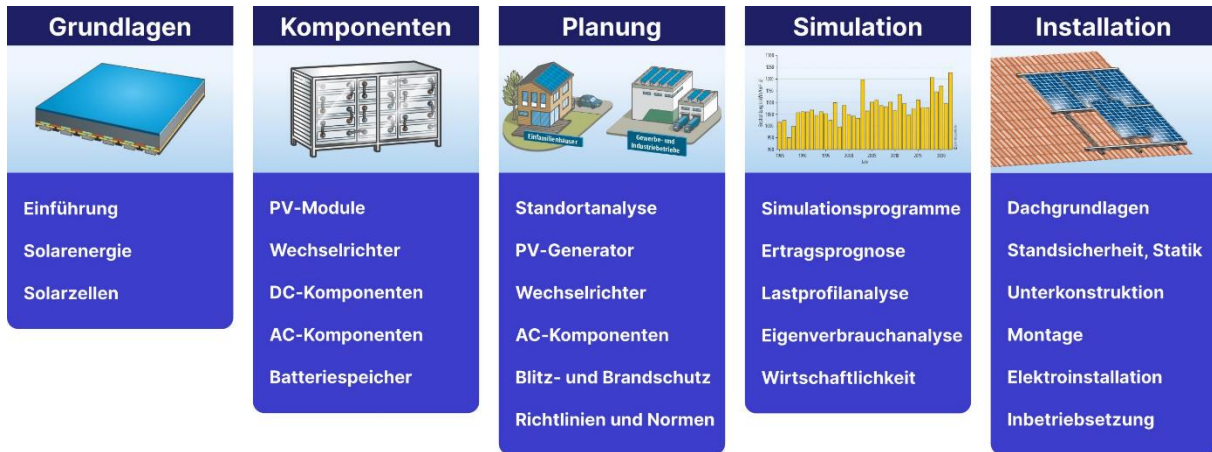 Grundlagen
Einführung
Solarenergie
Solarzellen
Komponenten
PV-Module
Wechselrichter
DC-Komponenten
AC-Komponenten
Batteriespeicher
Planung
Einfamilienhäuser
Gewerbe- und
Industriebetriebe
Standortanalyse
PV-Generator
Wechselrichter
AC-Komponenten
Blitz- und Brandschutz
Richtlinien und Normen
Simulation
Simulationsprogramme
Ertragsprognose
Lastprofilanalyse
Eigenverbrauchanalyse
Wirtschaftlichkeit
Installation
Dachgrundlagen
Standsicherheit, Statik
Unterkonstruktion
Montage
Elektroinstallation
Inbetriebsetzung